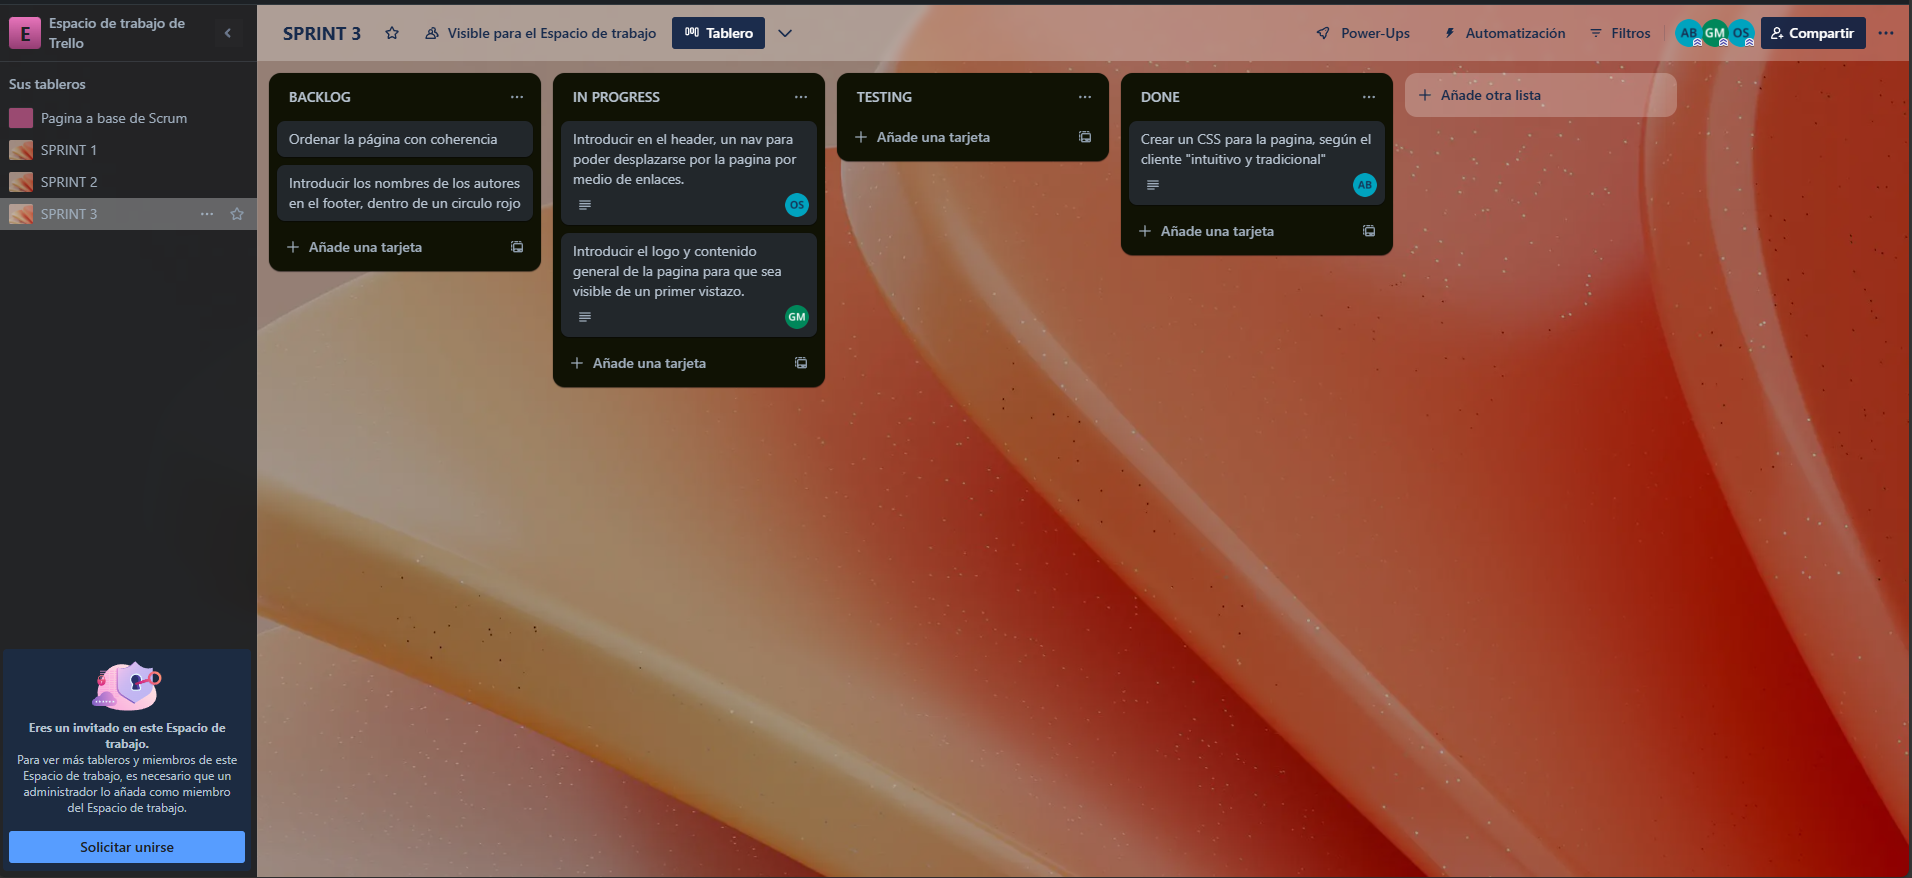 E
Espacio de trabajo de
Trello
Sus tableros
Pagina a base de Scrum
SPRINT 1
SPRINT 2
SPRINT 3
Eres un invitado en este Espacio de
trabajo.
Para ver más tableros y miembros de este
Espacio de trabajo, es necesario que un
administrador lo añada como miembro
del Espacio de trabajo.
Solicitar unirse
SPRINT 3
Visible para el Espacio de trabajo
Tablero
Power-Ups
Automatización
Filtros
AB
GM
OS
Compartir
BACKLOG
Ordenar la página con coherencia
Introducir los nombres de los autores
en el footer, dentro de un circulo rojo
Añade una tarjeta
IN PROGRESS
Introducir en el header, un nav para
poder desplazarse por la pagina por
medio de enlaces.
OS
Introducir el logo y contenido
general de la pagina para que sea
visible de un primer vistazo.
GM
Añade una tarjeta
TESTING
Añade una tarjeta
DONE
Crear un CSS para la pagina, según el
cliente "intuitivo y tradicional"
AB
Añade una tarjeta
Añade otra lista